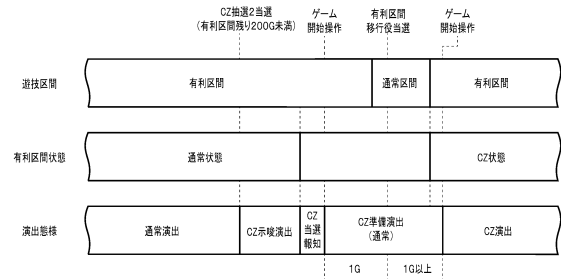 CZ抽選2当選
(有利区間残り200G未満)
ゲーム
開始操作
有利区間
移行役当選
ゲーム
開始操作
遊技区間
有利区間
通常区間
有利区間
有利区間状態
通常状態
CZ状態
演出態様
通常演出
CZ示唆演出
CZ
当選
報知
CZ準備演出
(通常)
CZ演出
1G
1G以上